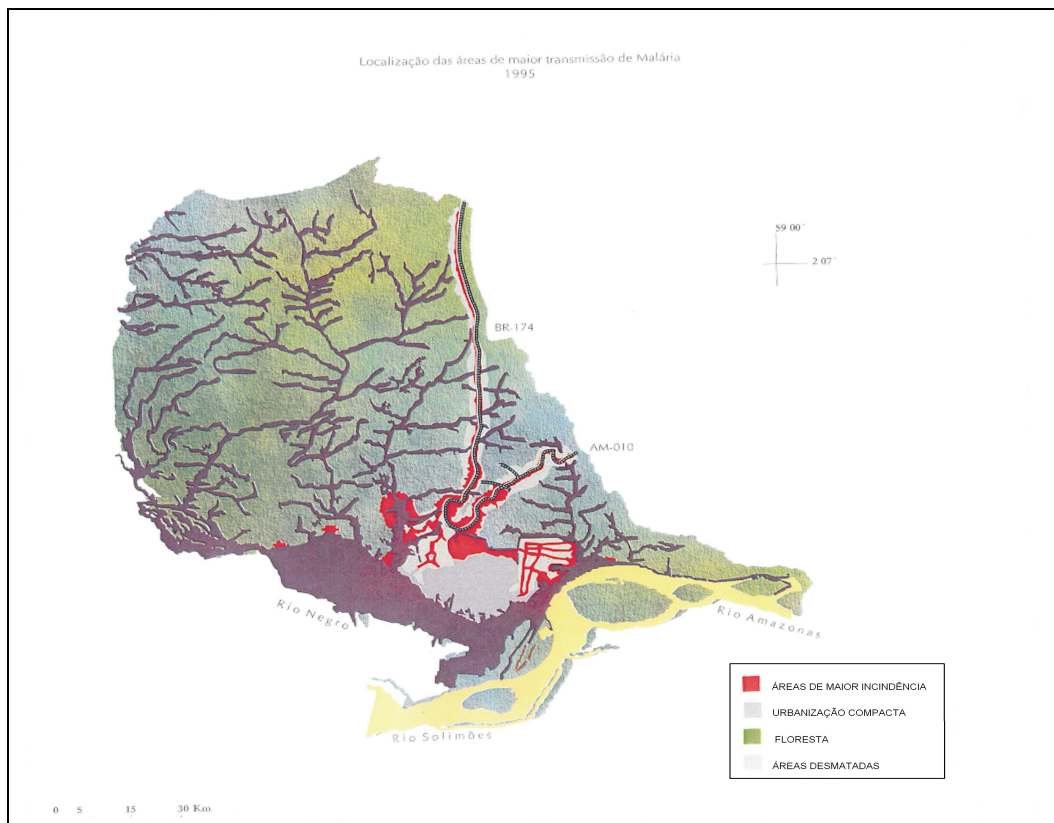 Localização das áreas de maior transmissão de Malária
1995
59 00'
2 07'
BR-174
AM-010
Rio Negro
Rio Amazonas
Rio Solimões
ÁREAS DE MAIOR INCINDÊNCIA
URBANIZAÇÃO COMPACTA
FLORESTA
ÁREAS DESMATADAS
0 5 15 30 Km